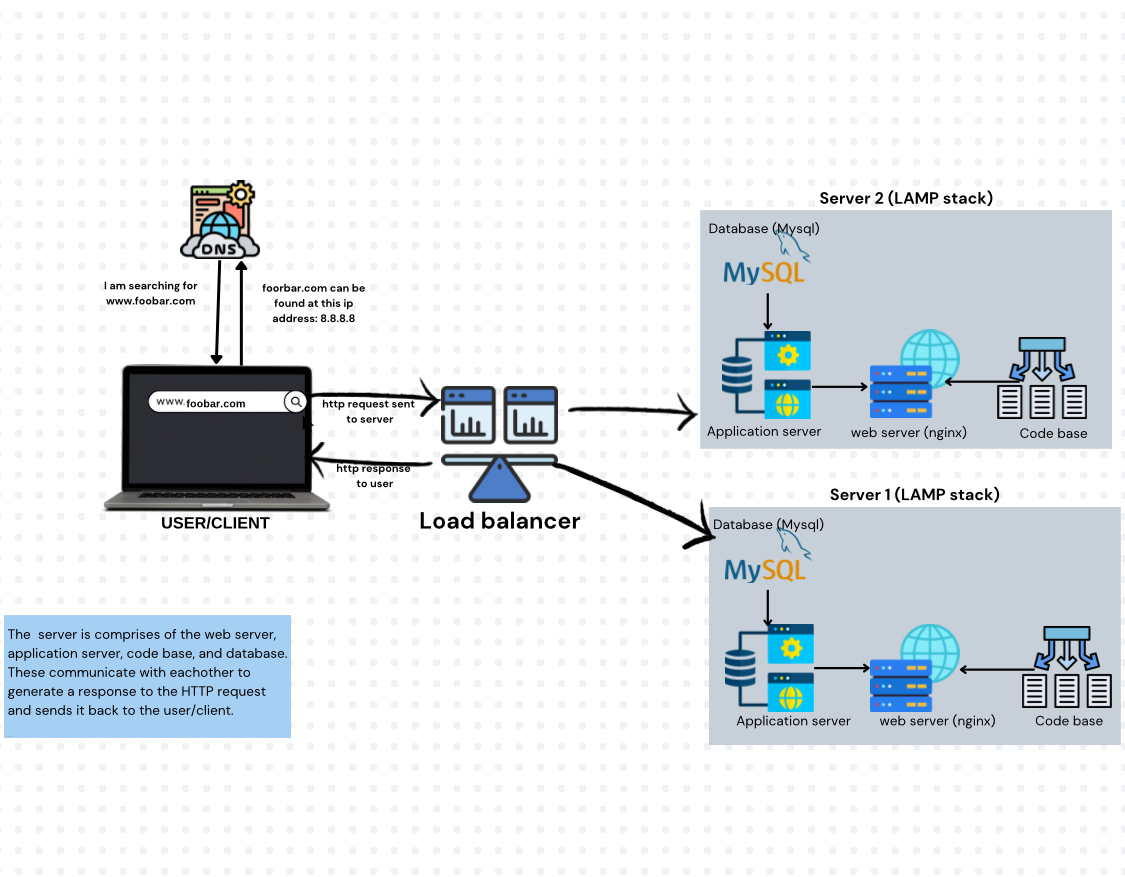 DNS
I am searching for
www.foobar.com
foorbar.com can be
found at this ip
address: 8.8.8.8
www.foobar.com
http request sent
to server
http response
to user
USER/CLIENT
Load balancer
Server 2 (LAMP stack)
Database (Mysql)
MySQL
Application server
web server (nginx)
Code base
Server 1 (LAMP stack)
Database (Mysql)
MySQL
Application server
web server (nginx)
Code base
The server is comprises of the web server,
application server, code base, and database.
These communicate with eachother to
generate a response to the HTTP request
and sends it back to the user/client.